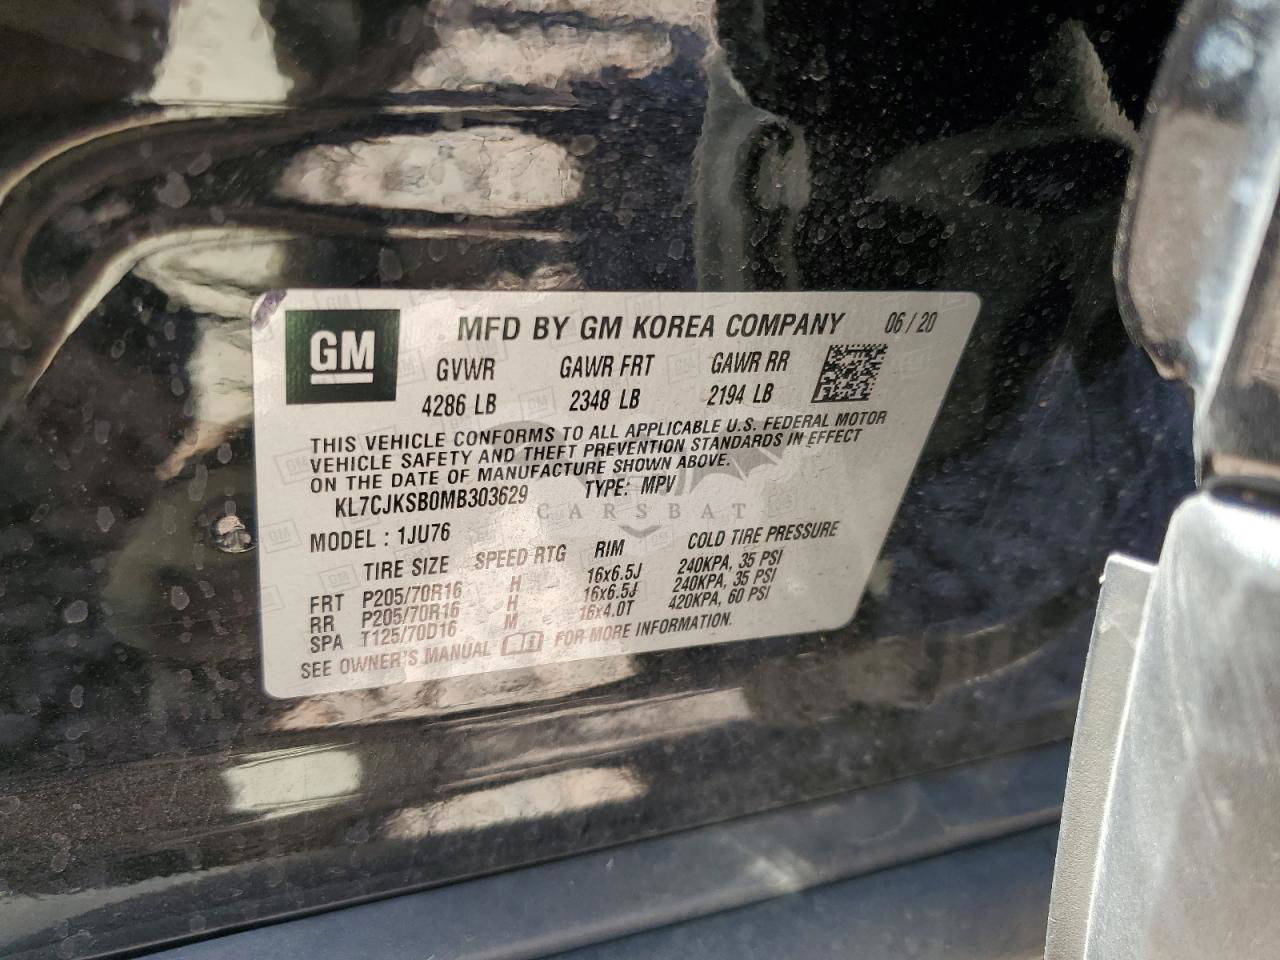 GM
MFD BY GM KOREA COMPANY 06/20
GVWR GAWR FRT GAWR RR
4286 LB 2348 LB 2194 LB
THIS VEHICLE CONFORMS TO ALL APPLICABLE U.S. FEDERAL MOTOR
VEHICLE SAFETY AND THEFT PREVENTION STANDARDS IN EFFECT
ON THE DATE OF MANUFACTURE SHOWN ABOVE.
KL7CJKSB0MB303629 TYPE: MPV
CARSBAT
MODEL : 1JU76
TIRE SIZE SPEED RTG RIM COLD TIRE PRESSURE
FRT P205/70R16 H 16x6.5J 240KPA, 35 PSI
RR P205/70R16 H 16x6.5J 240KPA, 35 PSI
SPA T125/70D16 M 16x4.0T 420KPA, 60 PSI
SEE OWNER'S MANUAL FOR MORE INFORMATION.